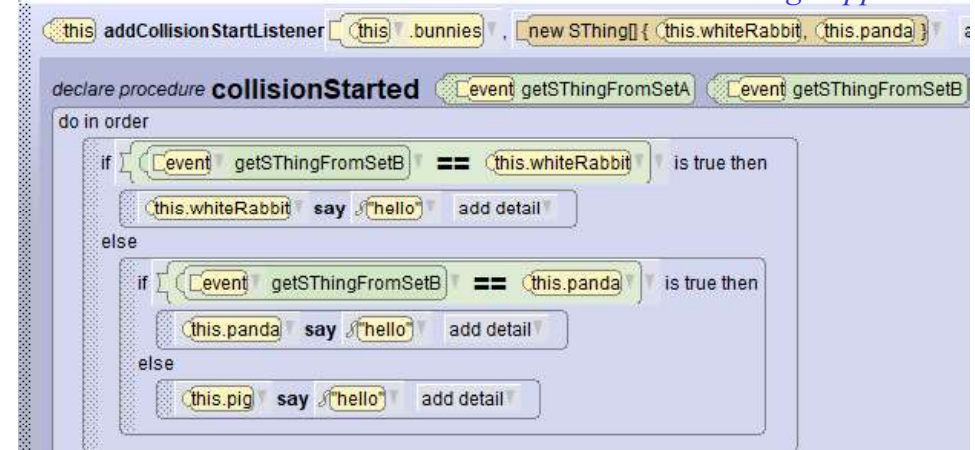 this addCollisionStartListener this .bunnies , new SThing[] { this.whiteRabbit, this.panda }
declare procedure collisionStarted event getSThingFromSetA event getSThingFromSetB
do in order
if event getSThingFromSetB == this.whiteRabbit is true then
this.whiteRabbit say "hello" add detail
else
if event getSThingFromSetB == this.panda is true then
this.panda say "hello" add detail
else
this.pig say "hello" add detail